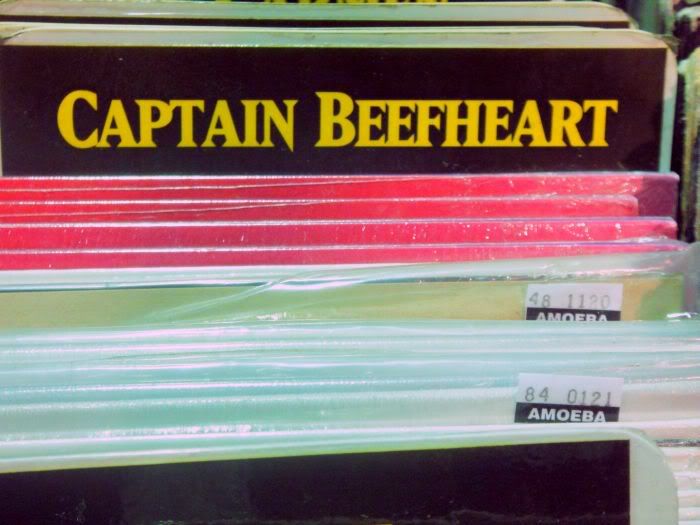 CAPTAIN BEEFHEART
48 1120
AMOEBA
84 0121
AMOEBA